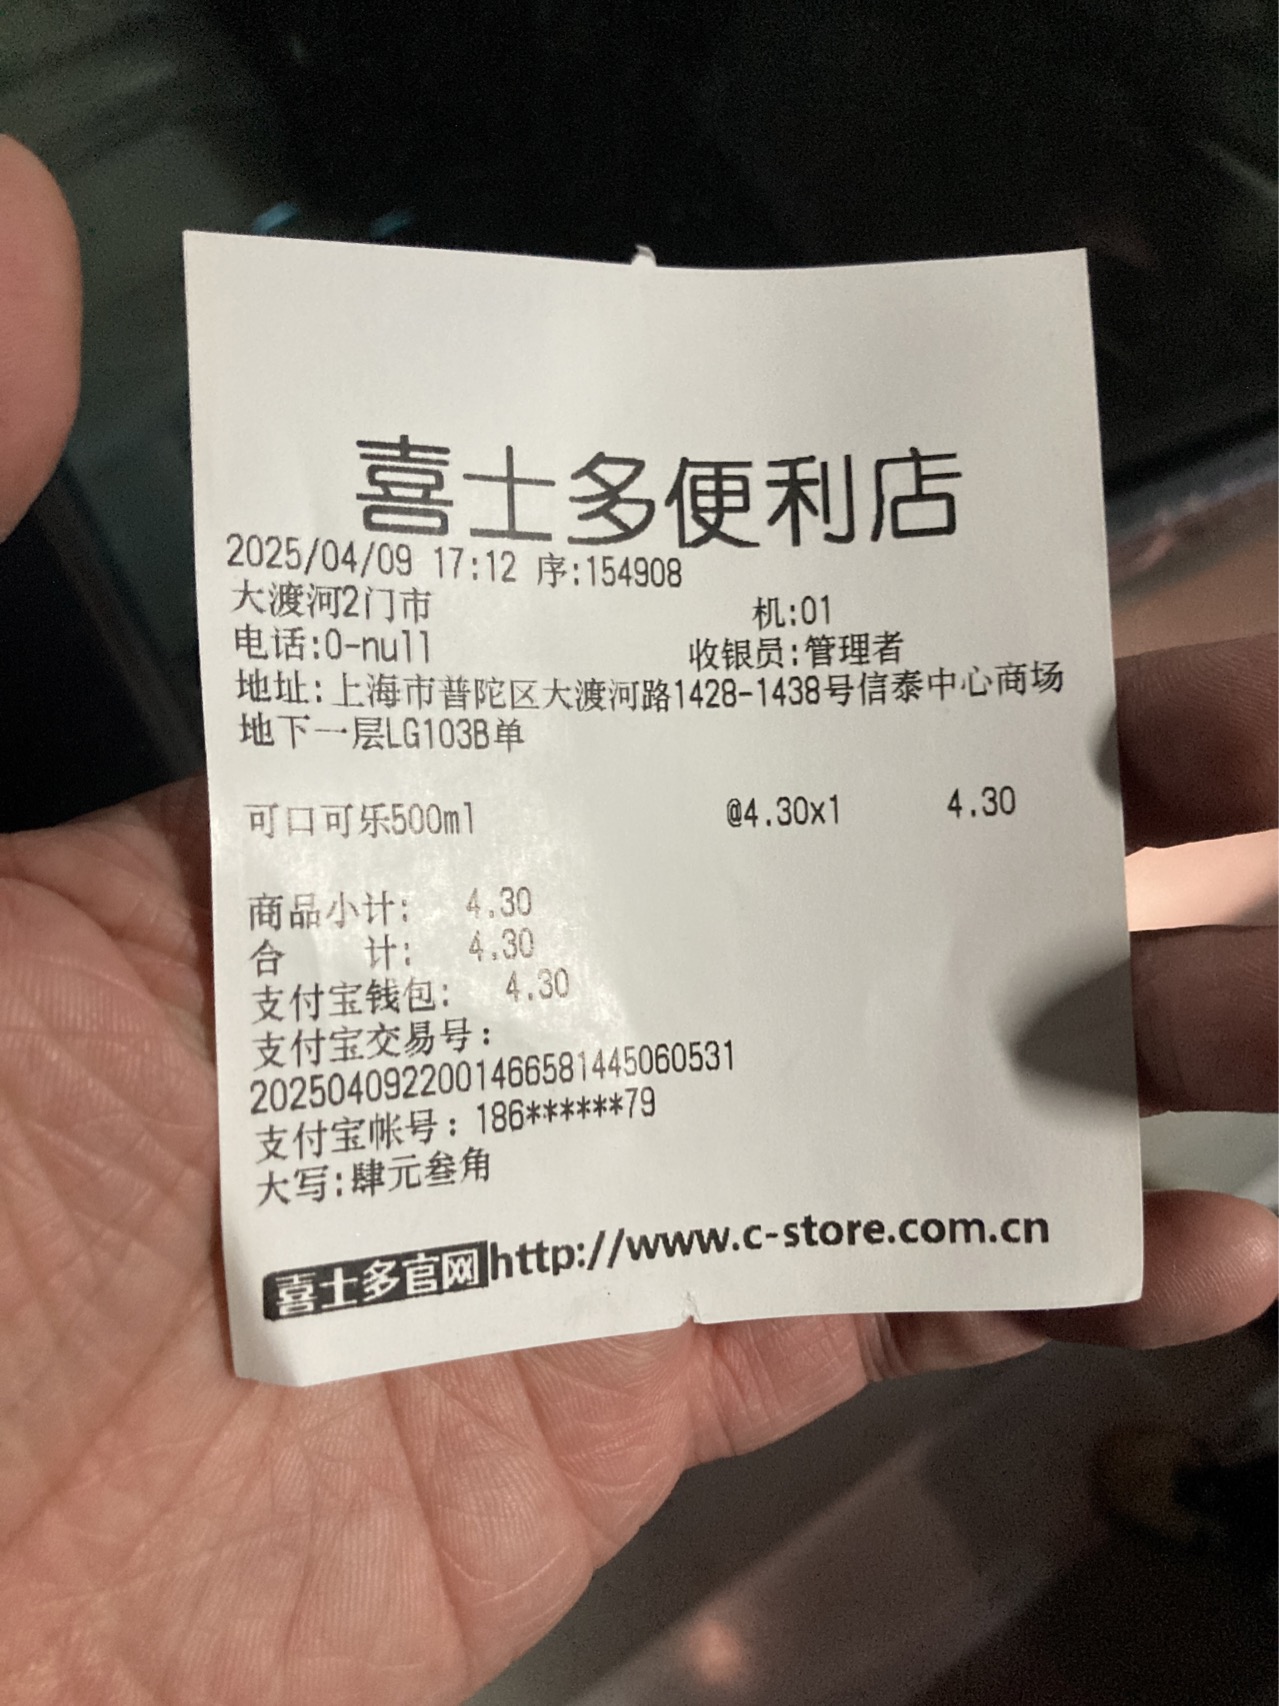 喜士多便利店
2025/04/09 17:12 序:154908
大渡河2门市 机:01
电话:0-null 收银员:管理者
地址:上海市普陀区大渡河路1428-1438号信泰中心商场
地下一层LG103B单
可口可乐500ml @4.30x1 4.30
商品小计: 4.30
合 计: 4.30
支付宝钱包: 4.30
支付宝交易号:
2025040922001466581445060531
支付宝帐号:186******79
大写:肆元叁角
喜士多官网http://www.c-store.com.cn